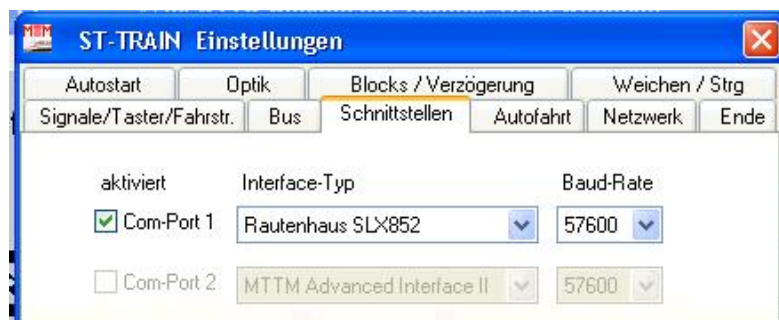 MTTM ST-TRAIN Einstellungen
Autostart Optik Blocks / Verzögerung Weichen / Strg
Signale/Taster/Fahrstr. Bus Schnittstellen Autofahrt Netzwerk Ende
aktiviert Interface-Typ Baud-Rate
Com-Port 1 Rautenhaus SLX852 57600
Com-Port 2 MTTM Advanced Interface II 57600